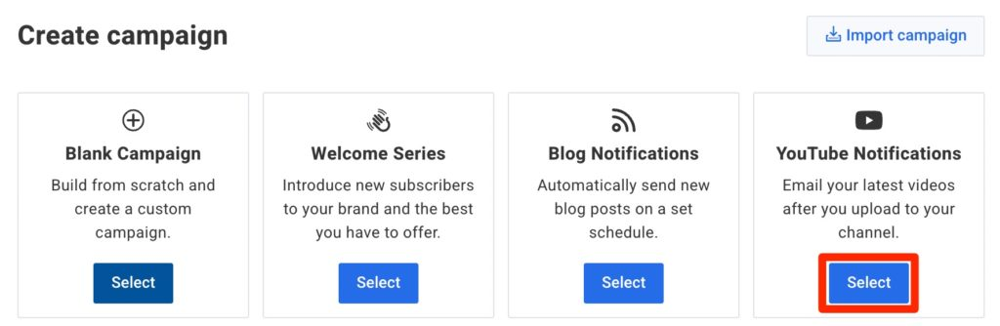 Create campaign
Import campaign
Blank Campaign
Build from scratch and
create a custom
campaign.
Select
Welcome Series
Introduce new subscribers
to your brand and the best
you have to offer.
Select
Blog Notifications
Automatically send new
blog posts on a set
schedule.
Select
YouTube Notifications
Email your latest videos
after you upload to your
channel.
Select